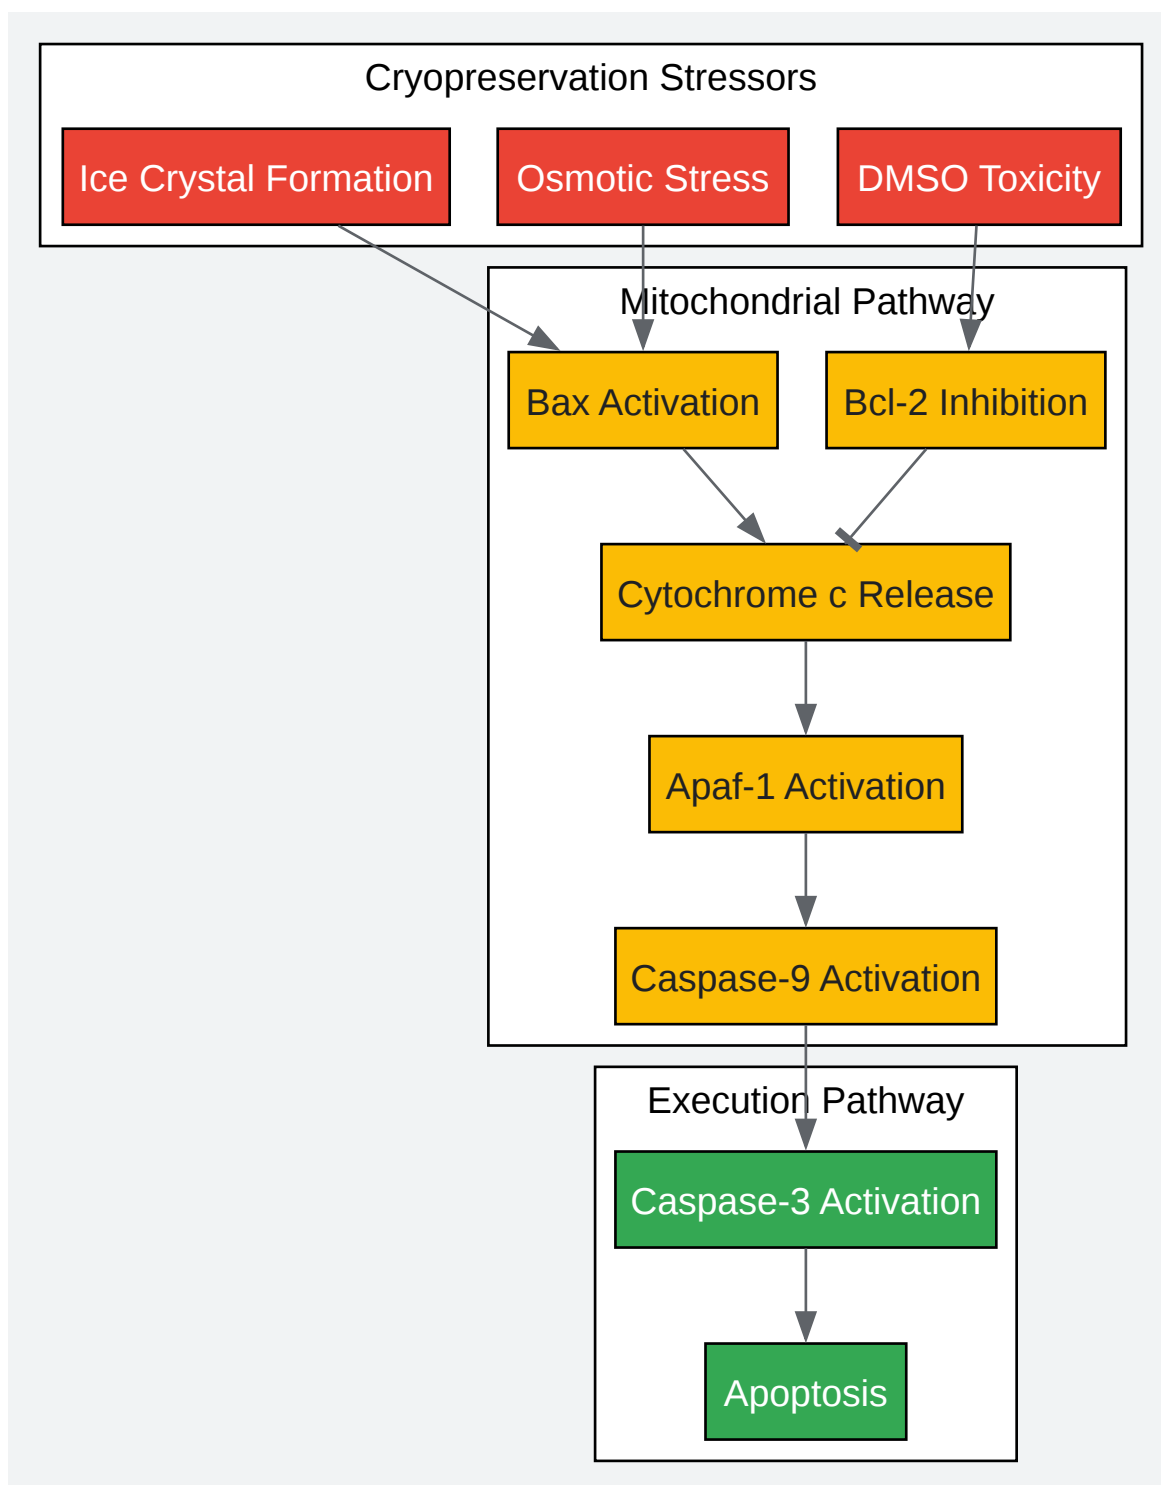 Cryopreservation Stressors
Ice Crystal Formation
Osmotic Stress
DMSO Toxicity
Mitochondrial Pathway
Bax Activation
Bcl-2 Inhibition
Cytochrome c Release
Apaf-1 Activation
Caspase-9 Activation
Execution Pathway
Caspase-3 Activation
Apoptosis